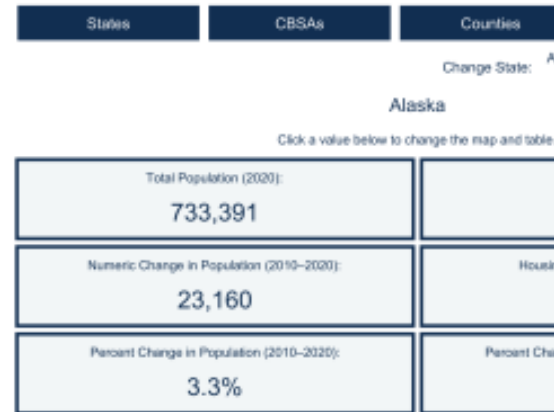 States
CBSAs
Counties
Change State:
Alaska
Click a value below to change the map and table
Total Population (2020):
733,391
Numeric Change in Population (2010–2020):
23,160
Percent Change in Population (2010–2020):
3.3%
Percent